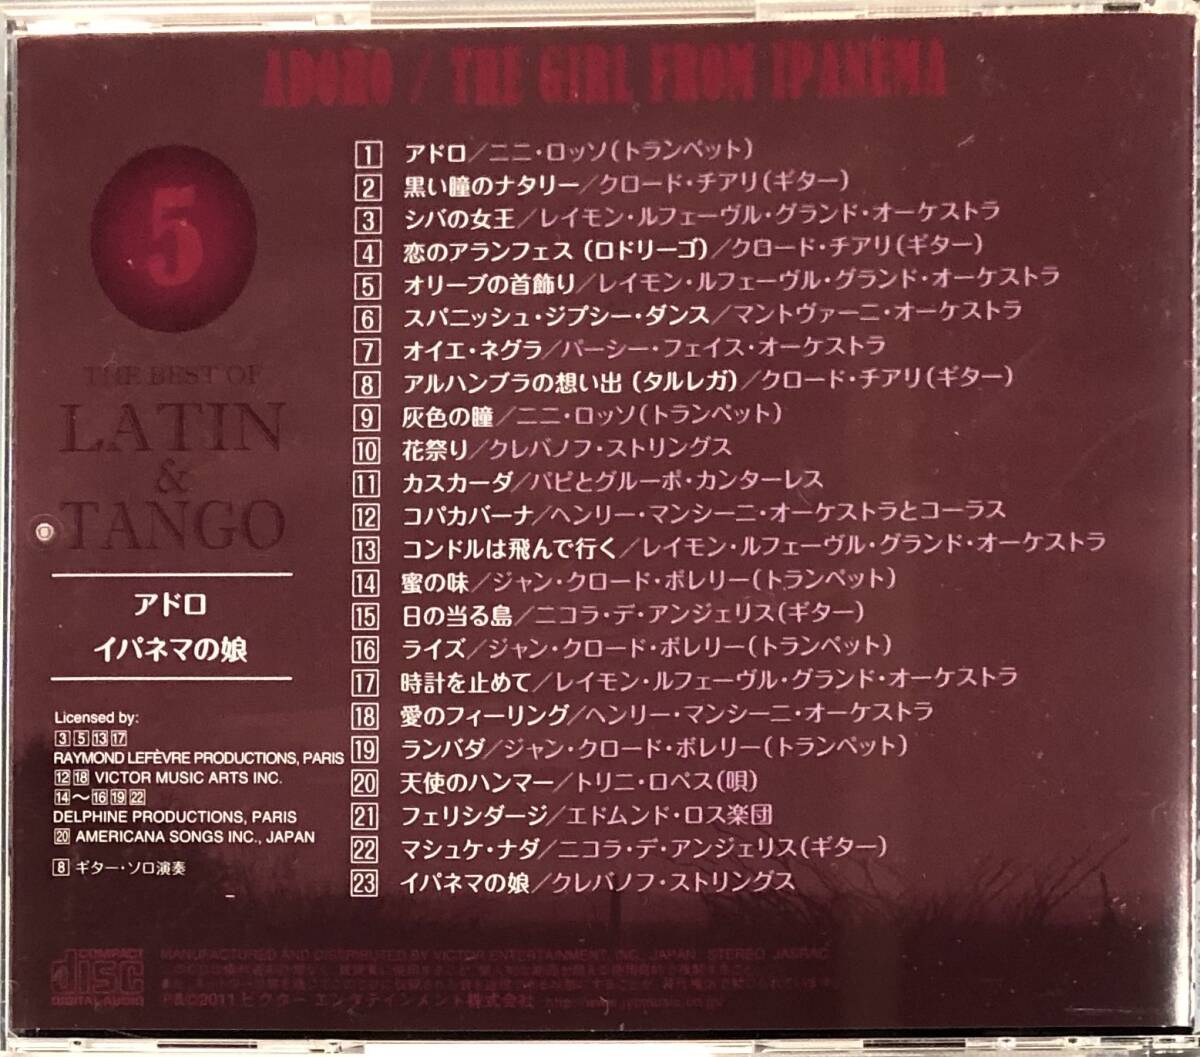 ADORO / THE GIRL FROM IPANEMA
5
THE BEST OF
LATIN
&
TANGO
アドロ
イパネマの娘
Licensed by:
3 5 13 17
RAYMOND LEFÈVRE PRODUCTIONS, PARIS
12 18 VICTOR MUSIC ARTS INC.
14〜16 19 22
DELPHINE PRODUCTIONS, PARIS
20 AMERICANA SONGS INC., JAPAN
8 ギター・ソロ演奏
1 アドロ/ニニ・ロッソ(トランペット)
2 黒い瞳のナタリー/クロード・チアリ(ギター)
3 シバの女王/レイモン・ルフェーヴル・グランド・オーケストラ
4 恋のアランフェス (ロドリーゴ)/クロード・チアリ(ギター)
5 オリーブの首飾り/レイモン・ルフェーヴル・グランド・オーケストラ
6 スパニッシュ・ジプシー・ダンス/マントヴァーニ・オーケストラ
7 オイエ・ネグラ/パーシー・フェイス・オーケストラ
8 アルハンブラの想い出 (タルレガ)/クロード・チアリ(ギター)
9 灰色の瞳/ニニ・ロッソ(トランペット)
10 花祭り/クレバノフ・ストリングス
11 カスカーダ/パピとグルーポ・カンターレス
12 コパカバーナ/ヘンリー・マンシーニ・オーケストラとコーラス
13 コンドルは飛んで行く/レイモン・ルフェーヴル・グランド・オーケストラ
14 蜜の味/ジャン・クロード・ボレリー(トランペット)
15 日の当る島/ニコラ・デ・アンジェリス(ギター)
16 ライズ/ジャン・クロード・ボレリー(トランペット)
17 時計を止めて/レイモン・ルフェーヴル・グランド・オーケストラ
18 愛のフィーリング/ヘンリー・マンシーニ・オーケストラ
19 ランバダ/ジャン・クロード・ボレリー(トランペット)
20 天使のハンマー/トリニ・ロペス(唄)
21 フェリシダージ/エドムンド・ロス楽団
22 マシュケ・ナダ/ニコラ・デ・アンジェリス(ギター)
23 イパネマの娘/クレバノフ・ストリングス
COMPACT
disc
DIGITAL AUDIO
MANUFACTURED AND DISTRIBUTED BY VICTOR ENTERTAINMENT, INC. JAPAN STEREO JASRAC
℗&©2011 ビクター エンタテインメント株式会社